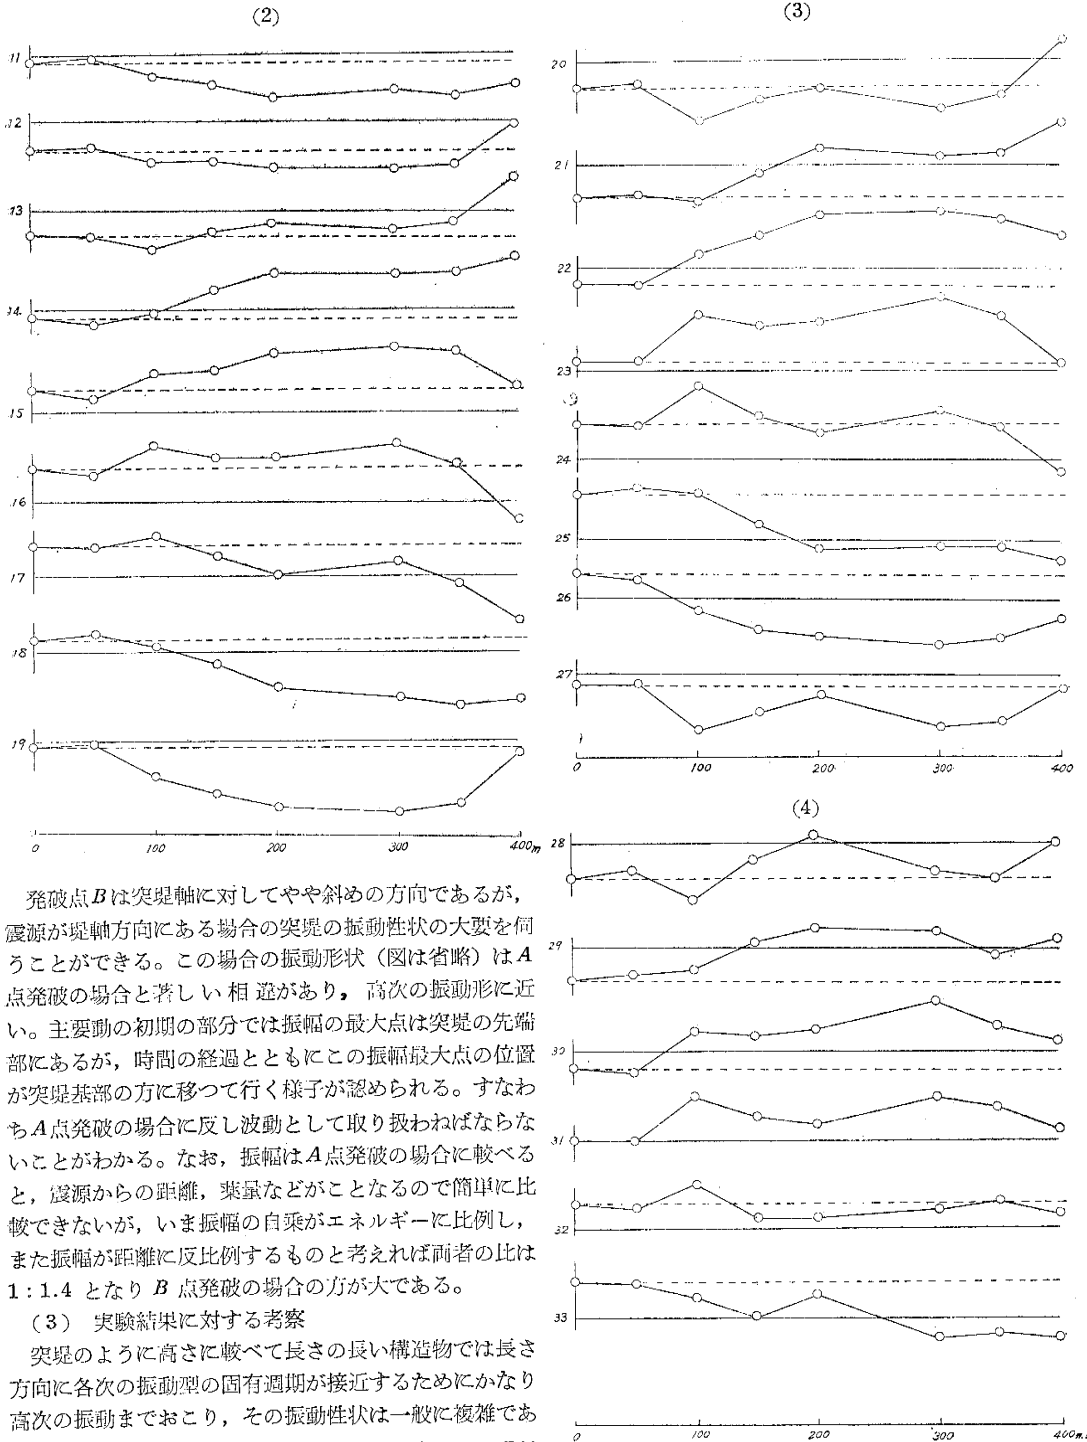 (2)
11
12
13
14
15
16
17
18
19
0 100 200 300 400m
発破点Bは突堤軸に対してやや斜めの方向であるが，
震源が堤軸方向にある場合の突堤の振動性状の大要を伺
うことができる。この場合の振動形状（図は省略）はA
点発破の場合と著しい相違があり，高次の振動形に近
い。主要動の初期の部分では振幅の最大点は突堤の先端
部にあるが，時間の経過とともにこの振幅最大点の位置
が突堤基部の方に移つて行く様子が認められる。すなわ
ちA点発破の場合に反し波動として取り扱わねばならな
いことがわかる。なお，振幅はA点発破の場合に較べる
と，震源からの距離，薬量などがことなるので簡単に比
較できないが，いま振幅の自乗がエネルギーに比例し，
また振幅が距離に反比例するものと考えれば両者の比は
1：1.4 となり B 点発破の場合の方が大である。
（3） 実験結果に対する考察
突堤のように高さに較べて長さの長い構造物では長さ
方向に各次の振動型の固有週期が接近するためにかなり
高次の振動までおこり，その振動性状は一般に複雑であ
(3)
20
21
22
23
24
25
26
27
0 100 200 300 400
(4)
28
29
30
31
32
33
0 100 200 300 400m.